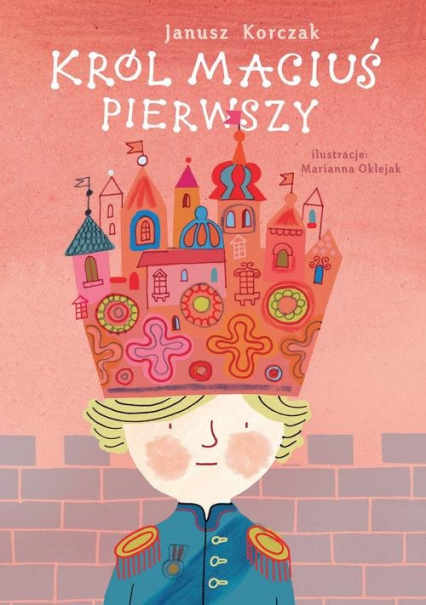 Janusz Korczak
KRÓL MACIUŚ
PIERWSZY
ilustracje:
Marianna Oklejak